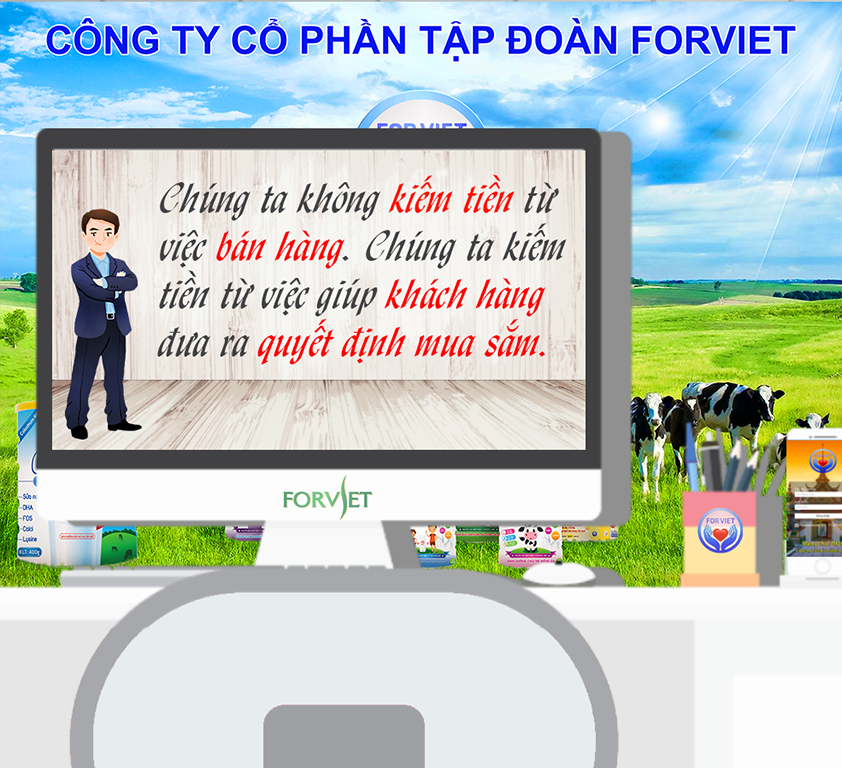 CÔNG TY CỔ PHẦN TẬP ĐOÀN FORVIET
FOR VIET
Chúng ta không kiếm tiền từ
việc bán hàng. Chúng ta kiếm
tiền từ việc giúp khách hàng
đưa ra quyết định mua sắm.
FORVIET
DHA
FOS
Lysine
KLT: 400g
FOR VIET